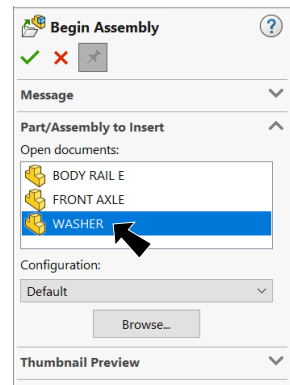 Begin Assembly
?
Message
Part/Assembly to Insert
Open documents:
BODY RAIL E
FRONT AXLE
WASHER
Configuration:
Default
Browse...
Thumbnail Preview